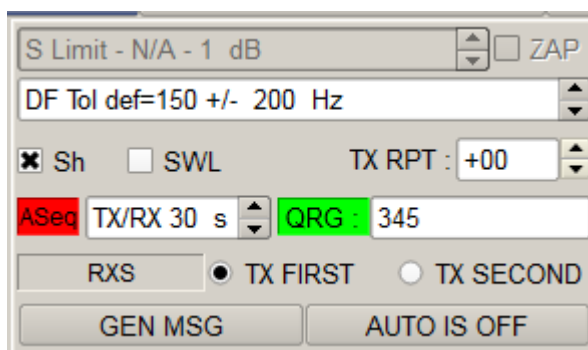 S Limit - N/A - 1 dB ZAP
DF Tol def=150 +/- 200 Hz
Sh SWL TX RPT : +00
ASeq TX/RX 30 s QRG : 345
RXS TX FIRST TX SECOND
GEN MSG AUTO IS OFF